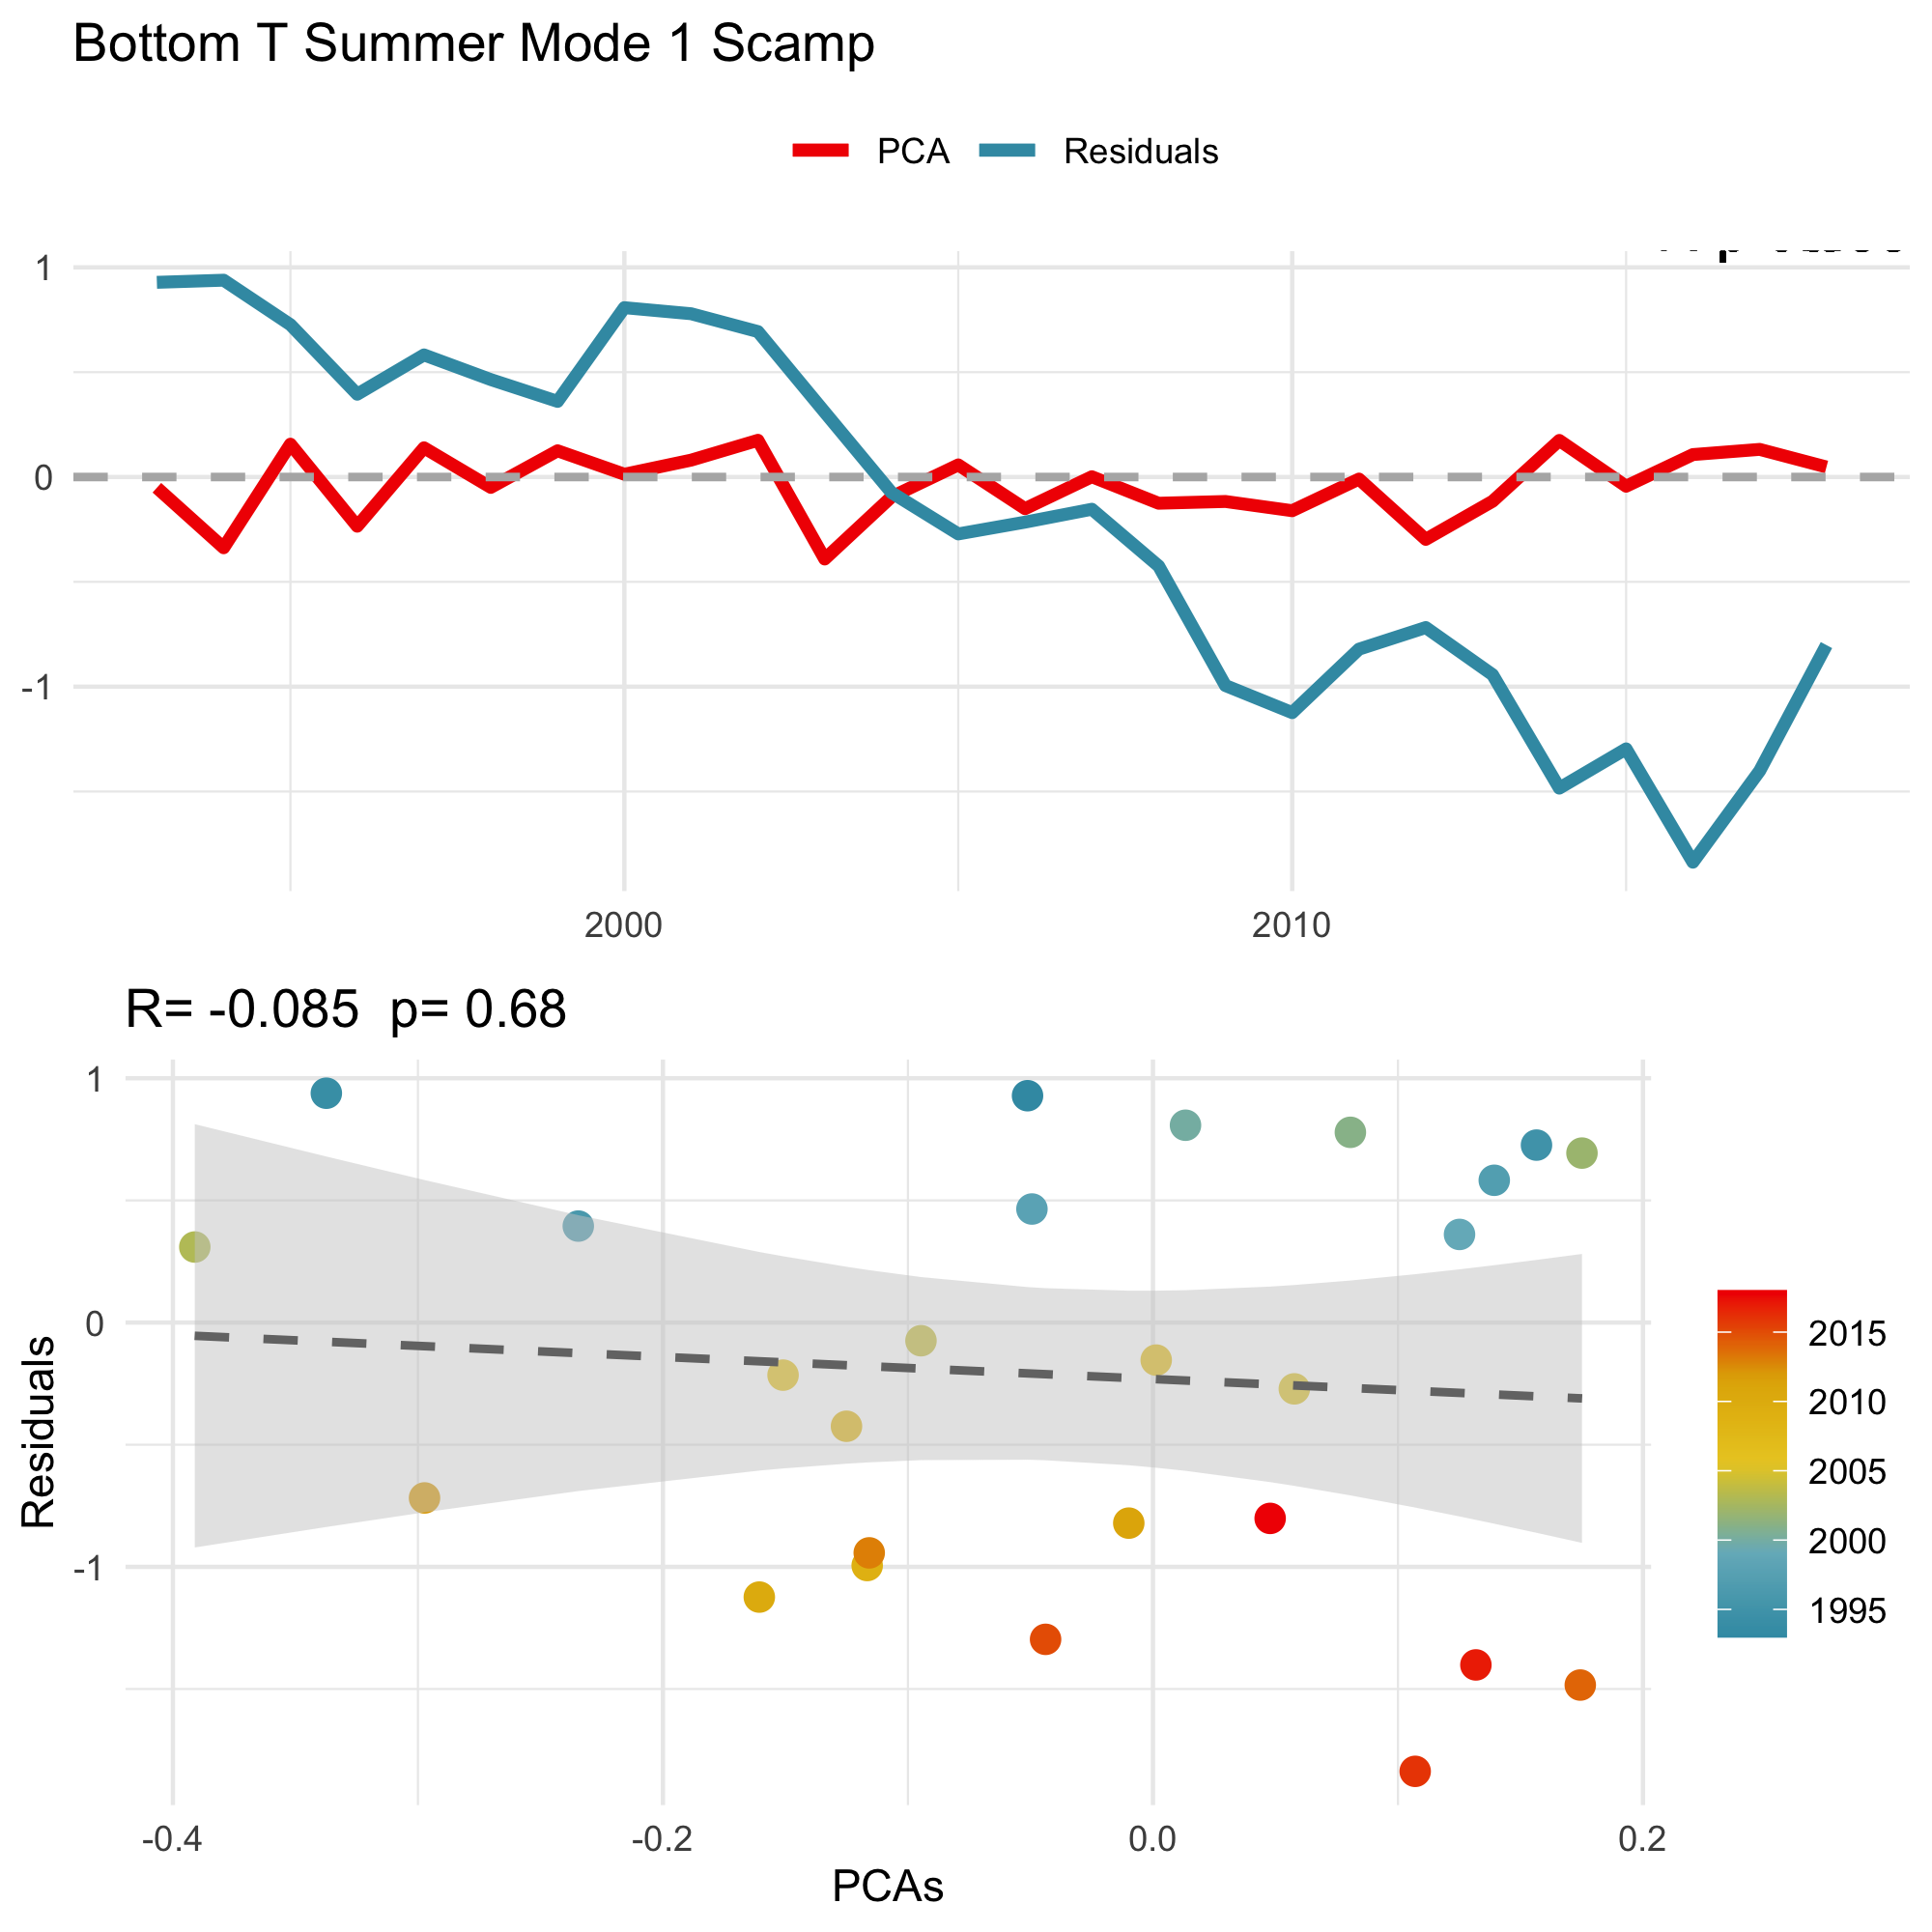 Bottom T Summer Mode 1 Scamp
PCA Residuals
1
0
-1
2000 2010
R= -0.085 p= 0.68
1
0
-1
Residuals
-0.4 -0.2 0.0 0.2
PCAs
2015
2010
2005
2000
1995